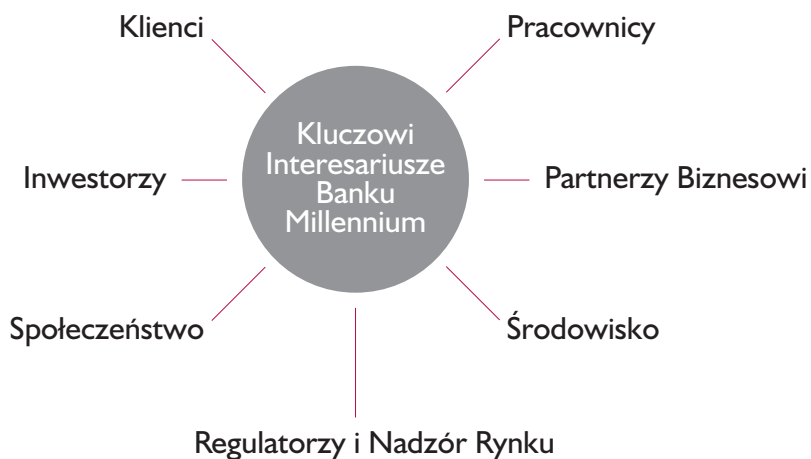 Klienci
Pracownicy
Kluczowi
Interesariusze
Banku
Millennium
Inwestorzy
Partnerzy Biznesowi
Społeczeństwo
Środowisko
Regulatorzy i Nadzór Rynku